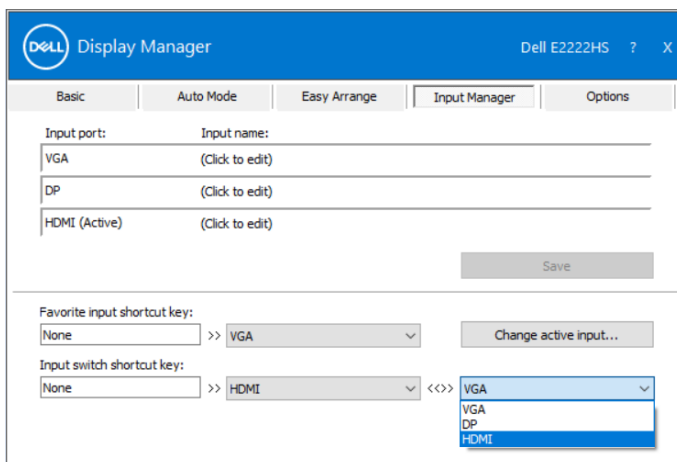 DELL Display Manager Dell E2222HS ? X
Basic Auto Mode Easy Arrange Input Manager Options
Input port: Input name:
VGA (Click to edit)
DP (Click to edit)
HDMI (Active) (Click to edit)
Save
Favorite input shortcut key:
None >> VGA Change active input...
Input switch shortcut key:
None >> HDMI <<>> VGA
VGA
DP
HDMI